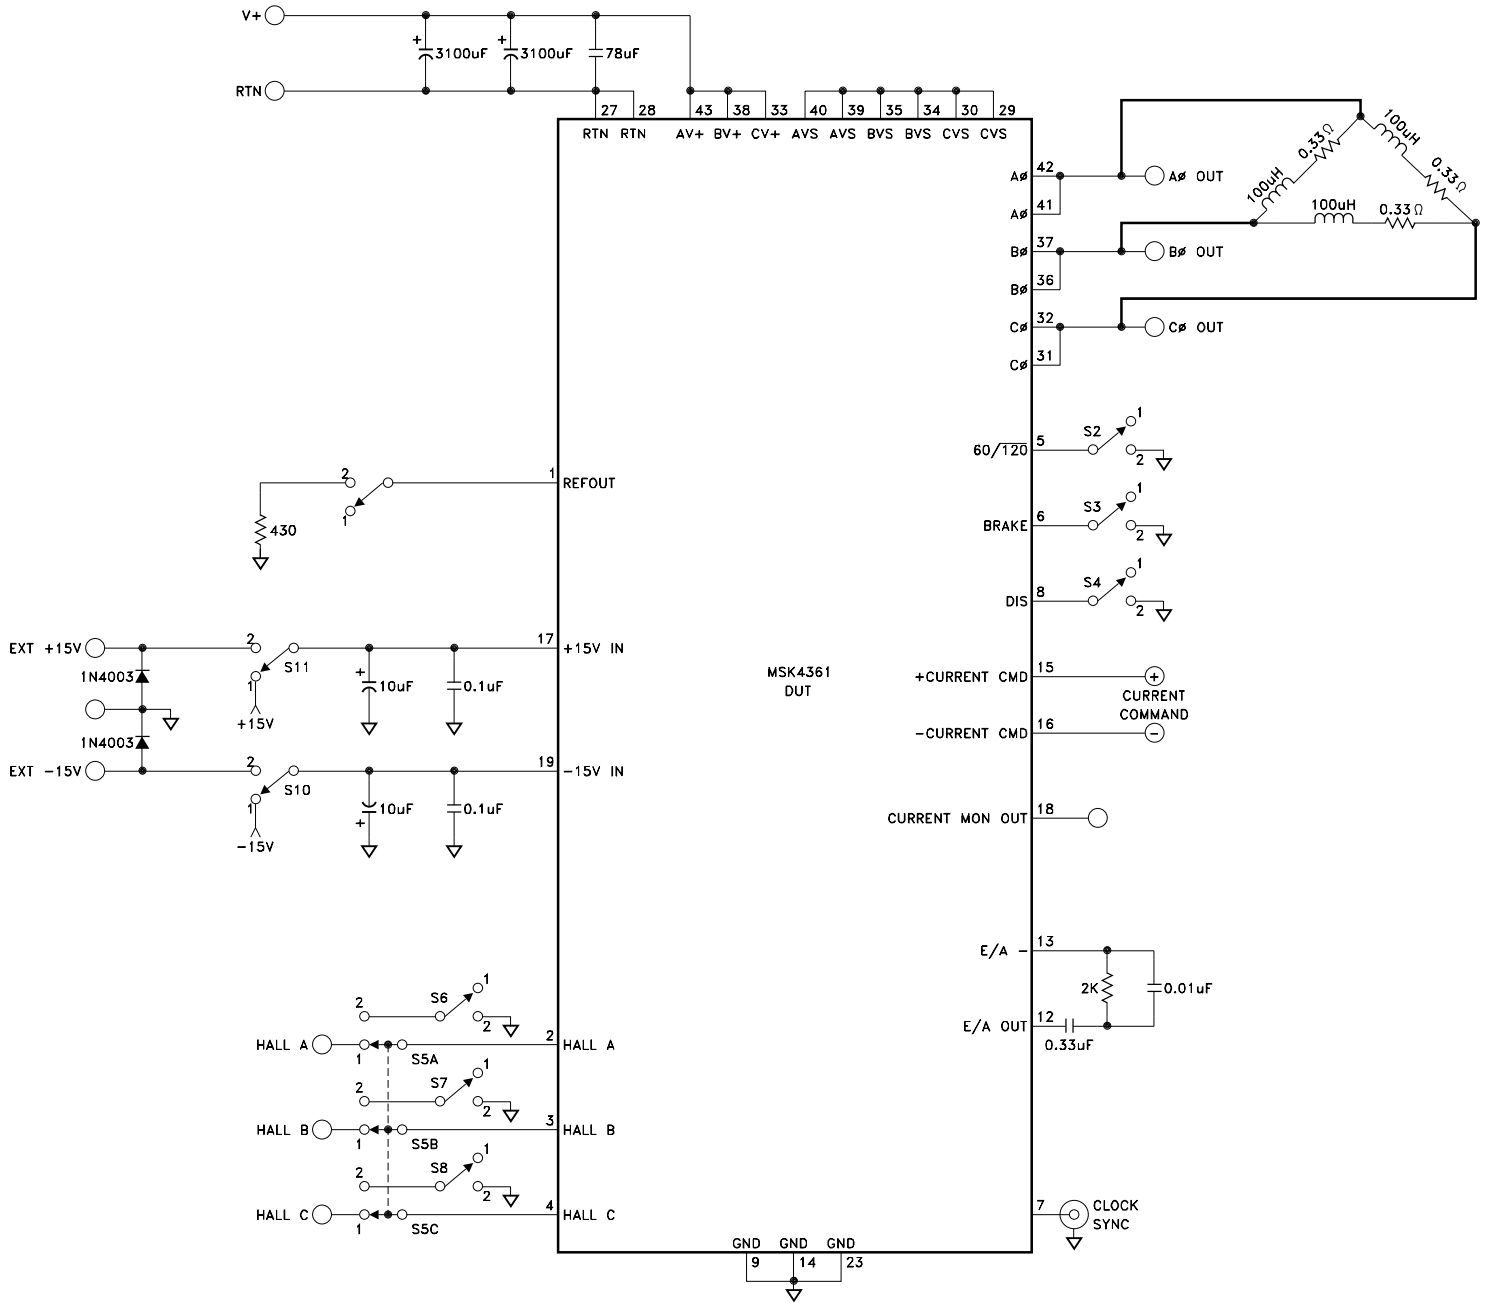 V+
+
3100uF
+
3100uF
78uF
RTN
27 28 43 38 33 40 39 35 34 30 29
RTN RTN AV+ BV+ CV+ AVS AVS BVS BVS CVS CVS
100uH
0.33Ω
0.33Ω
100uH
100uH
0.33Ω
AØ 42
AØ OUT
AØ 41
BØ 37
BØ OUT
BØ 36
CØ 32
CØ OUT
CØ 31
60/120 5
S2
1
2
2
1
1 REFOUT
430
BRAKE 6
S3
1
2
DIS 8
S4
1
2
EXT +15V
1N4003
2
1
S11
+15V
+
10uF
0.1uF
17 +15V IN
MSK4361
DUT
+CURRENT CMD 15
+
CURRENT
COMMAND
-CURRENT CMD 16
-
1N4003
EXT -15V
2
1
S10
-15V
10uF
+
0.1uF
19 -15V IN
CURRENT MON OUT 18
E/A - 13
2K
0.01uF
E/A OUT 12
0.33uF
2
S6
1
2
HALL A
1
S5A
2 HALL A
2
S7
1
2
HALL B
1
S5B
3 HALL B
2
S8
1
2
HALL C
1
S5C
4 HALL C
7
CLOCK
SYNC
GND GND GND
9 14 23